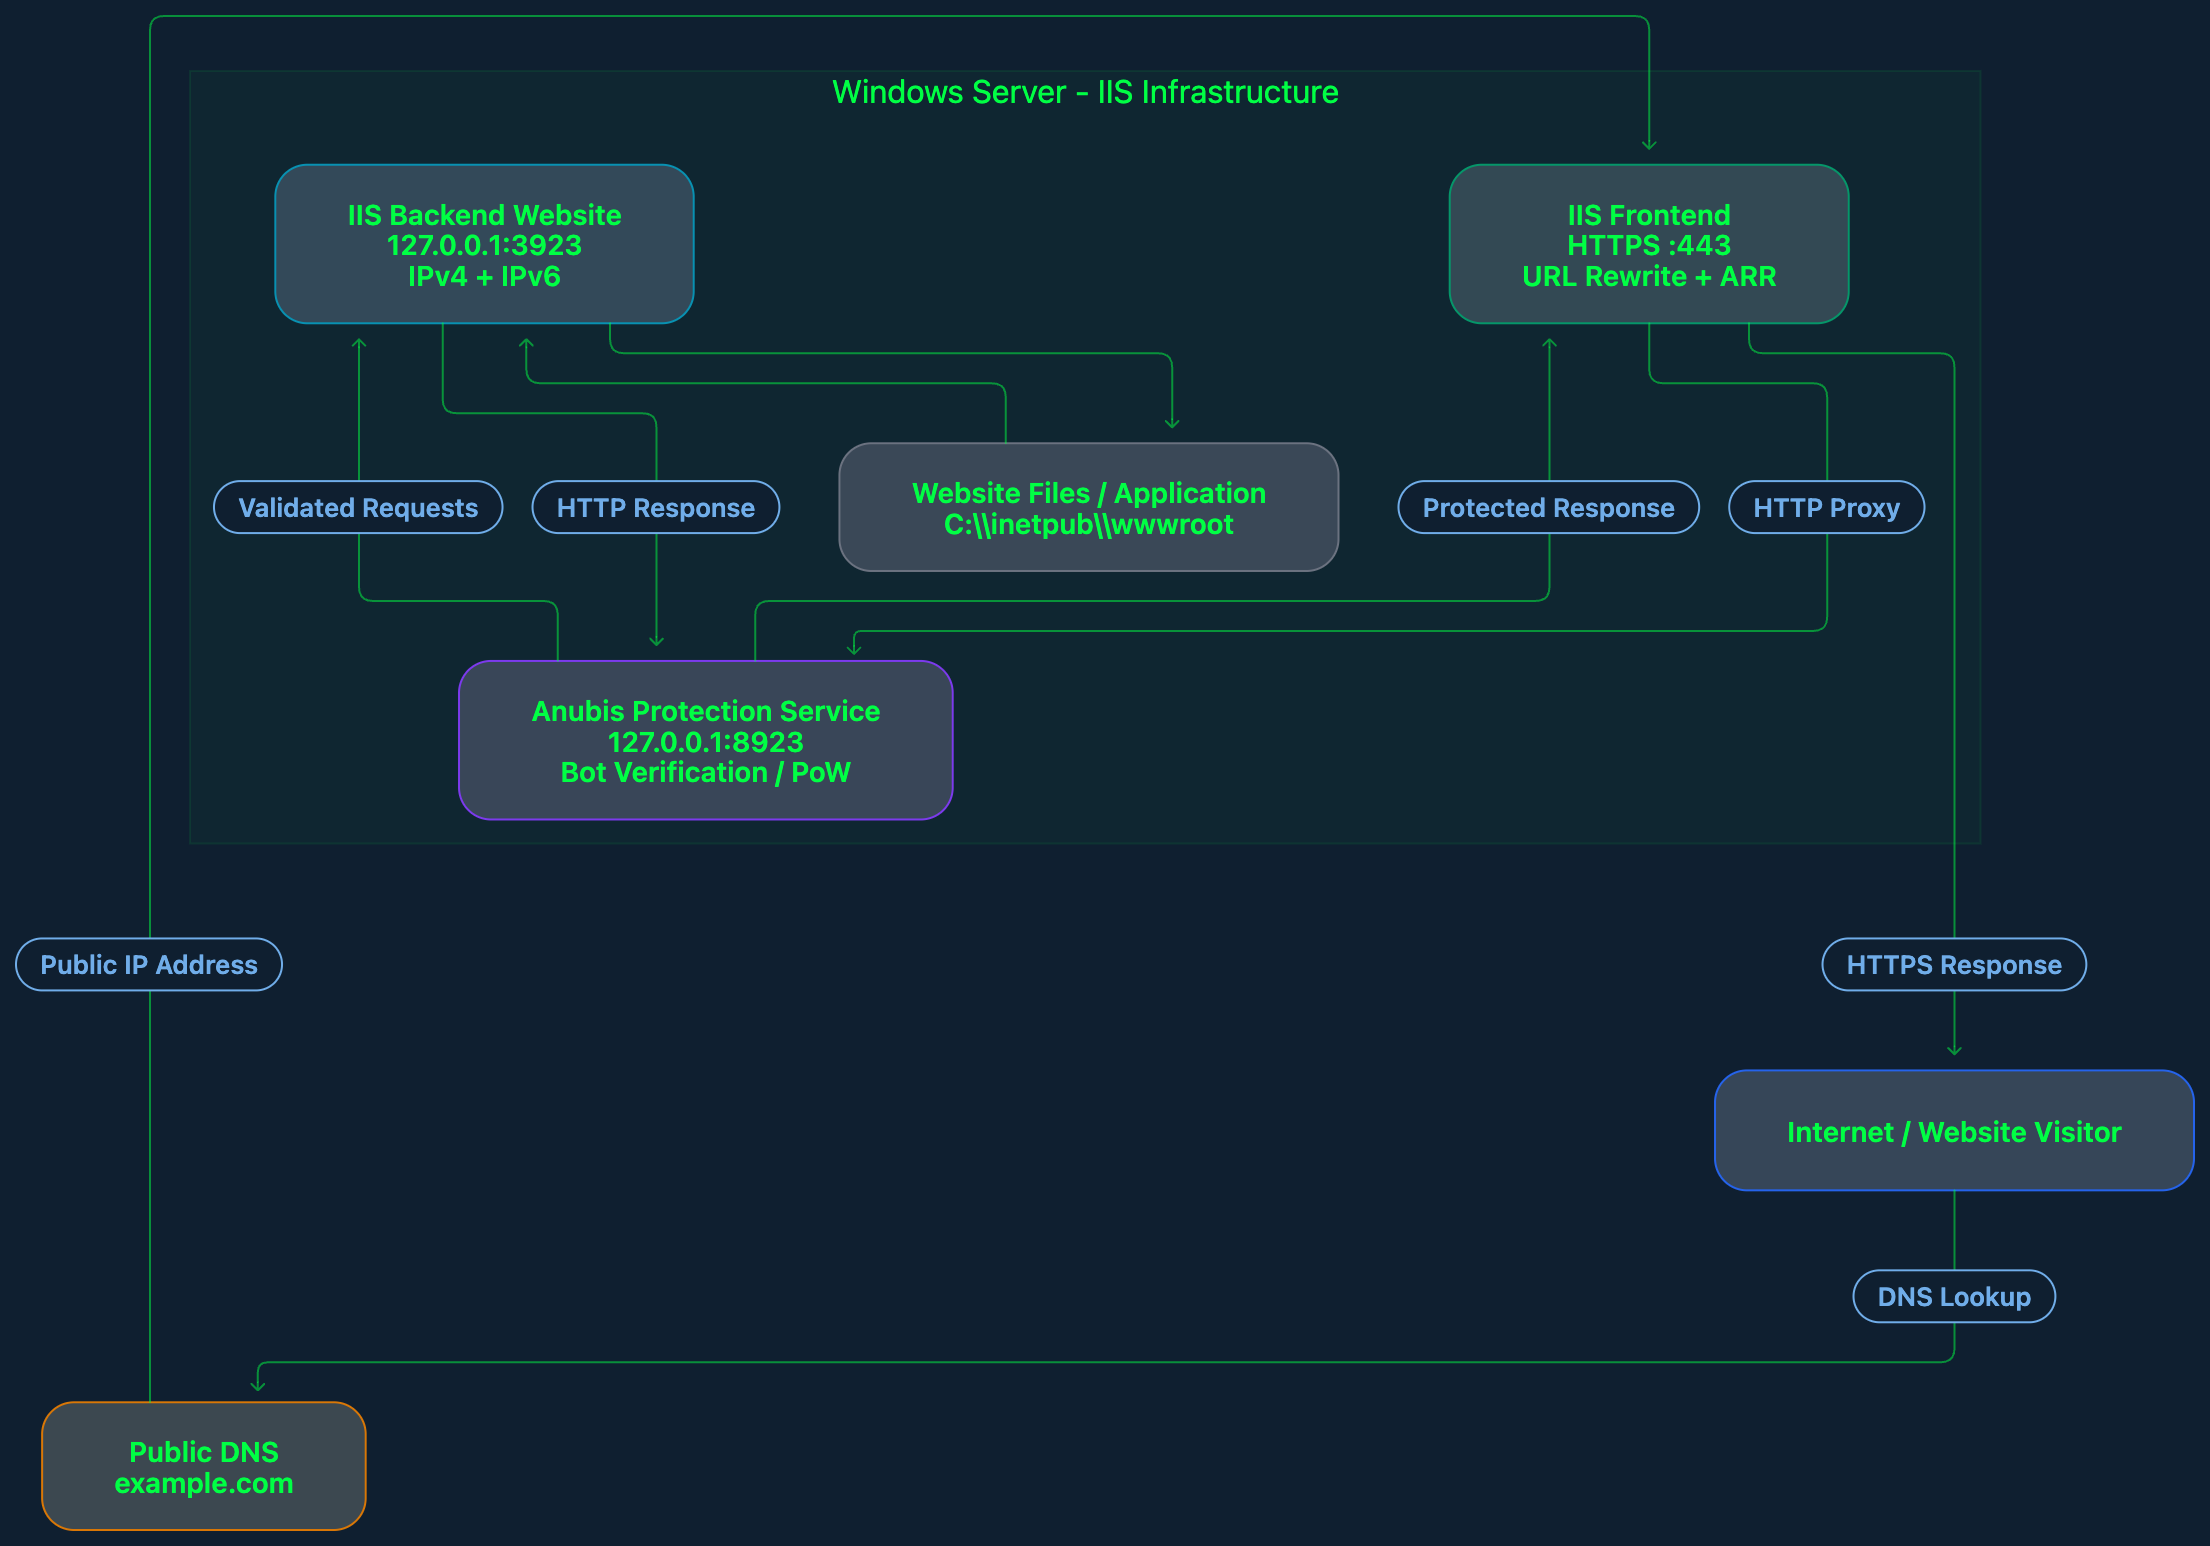 Windows Server - IIS Infrastructure
IIS Backend Website
127.0.0.1:3923
IPv4 + IPv6
IIS Frontend
HTTPS :443
URL Rewrite + ARR
Validated Requests
HTTP Response
Website Files / Application
C:\\inetpub\\wwwroot
Protected Response
HTTP Proxy
Anubis Protection Service
127.0.0.1:8923
Bot Verification / PoW
Public IP Address
HTTPS Response
Internet / Website Visitor
DNS Lookup
Public DNS
example.com